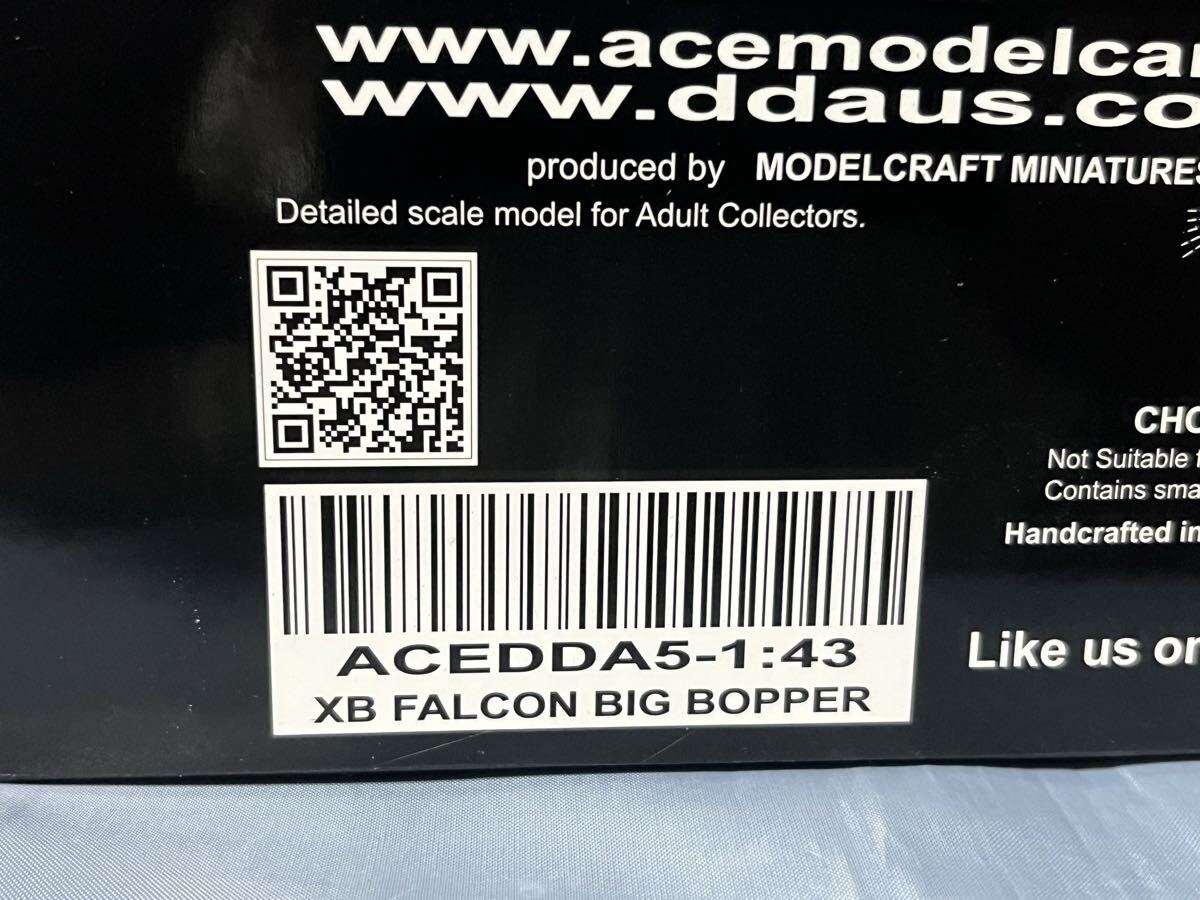 www.acemodelcar
www.ddaus.co
produced by MODELCRAFT MINIATURES
Detailed scale model for Adult Collectors.
CHO
Not Suitable f
Contains sma
Handcrafted in
ACEDDA5-1:43
XB FALCON BIG BOPPER
Like us on